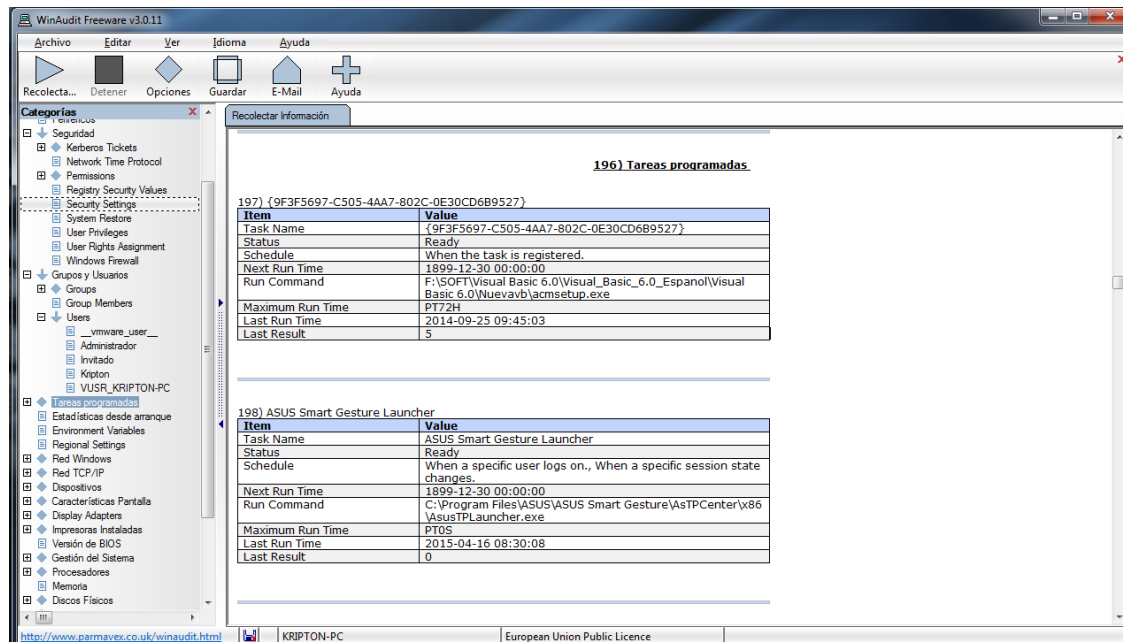 WinAudit Freeware v3.0.11
Archivo Editar Ver Idioma Ayuda
Recolecta... Detener Opciones Guardar E-Mail Ayuda
Categorías
Seguridad
Kerberos Tickets
Network Time Protocol
Permissions
Registry Security Values
Security Settings
System Restore
User Privileges
User Rights Assignment
Windows Firewall
Grupos y Usuarios
Groups
Group Members
Users
__vmware_user__
Administrador
Invitado
Kripton
VUSR_KRIPTON-PC
Tareas programadas
Estadísticas desde arranque
Environment Variables
Regional Settings
Red Windows
Red TCP/IP
Dispositivos
Características Pantalla
Display Adapters
Impresoras Instaladas
Versión de BIOS
Gestión del Sistema
Procesadores
Memoria
Discos Físicos
Recolectar Información
196) Tareas programadas
197) {9F3F5697-C505-4AA7-802C-0E30CD6B9527}
Item Value
Task Name {9F3F5697-C505-4AA7-802C-0E30CD6B9527}
Status Ready
Schedule When the task is registered.
Next Run Time 1899-12-30 00:00:00
Run Command F:\SOFT\Visual Basic 6.0\Visual_Basic_6.0_Espanol\Visual
Basic 6.0\Nuevavb\acmsetup.exe
Maximum Run Time PT72H
Last Run Time 2014-09-25 09:45:03
Last Result 5
198) ASUS Smart Gesture Launcher
Item Value
Task Name ASUS Smart Gesture Launcher
Status Ready
Schedule When a specific user logs on., When a specific session state
changes.
Next Run Time 1899-12-30 00:00:00
Run Command C:\Program Files\ASUS\ASUS Smart Gesture\AsTPCenter\x86
\AsusTPLauncher.exe
Maximum Run Time PT0S
Last Run Time 2015-04-16 08:30:08
Last Result 0
http://www.parmavex.co.uk/winaudit.html KRIPTON-PC European Union Public Licence